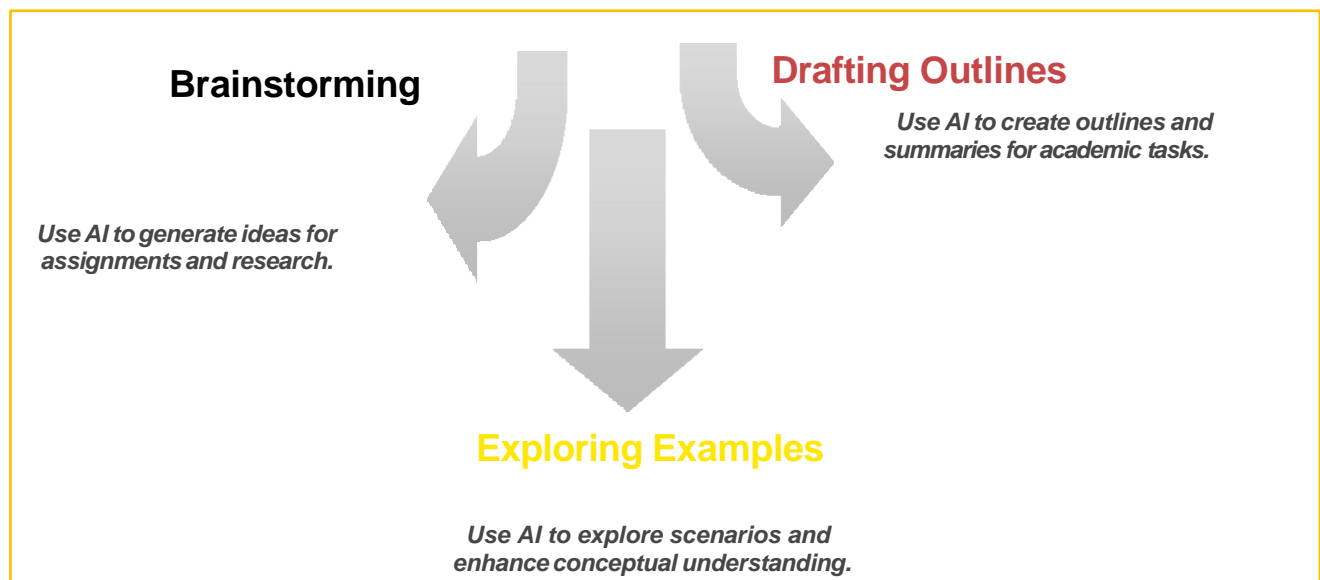 Brainstorming
Use AI to generate ideas for
assignments and research.
Drafting Outlines
Use AI to create outlines and
summaries for academic tasks.
Exploring Examples
Use AI to explore scenarios and
enhance conceptual understanding.